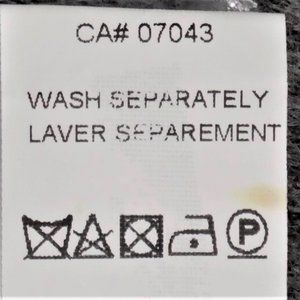 CA# 07043
WASH SEPARATELY
LAVER SEPAREMENT
P